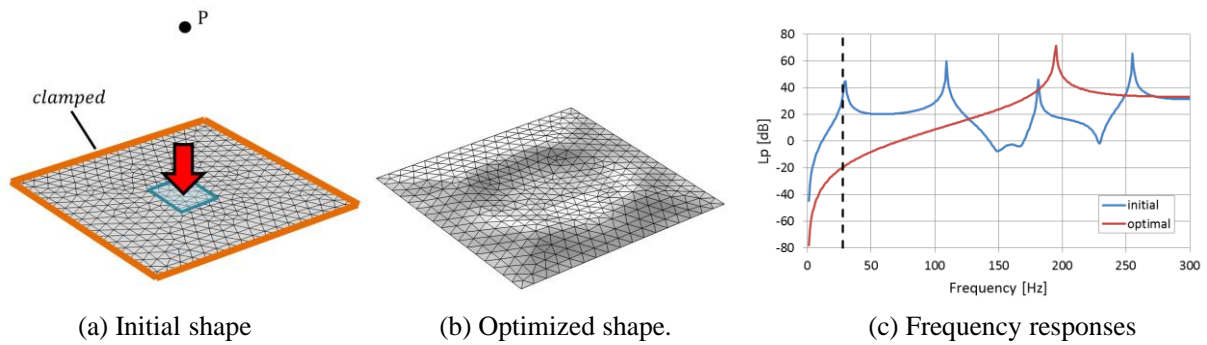 P
clamped
80
60
40
20
0
-20
-40
-60
-80
Lp [dB]
0 50 100 150 200 250 300
Frequency [Hz]
initial
optimal
(a) Initial shape
(b) Optimized shape.
(c) Frequency responses